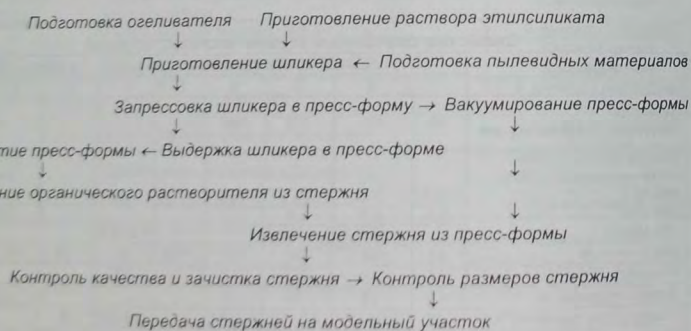 Подготовка огеливателя Приготовление раствора этилсиликата
↓ ↓
Приготовление шликера ← Подготовка пылевидных материалов
↓
Запрессовка шликера в пресс-форму → Вакуумирование пресс-формы
↓ ↓
пресс-формы ← Выдержка шликера в пресс-форме
↓ ↓
органического растворителя из стержня
↓ ↓
Извлечение стержня из пресс-формы
↓
Контроль качества и зачистка стержня → Контроль размеров стержня
↓
Передача стержней на модельный участок